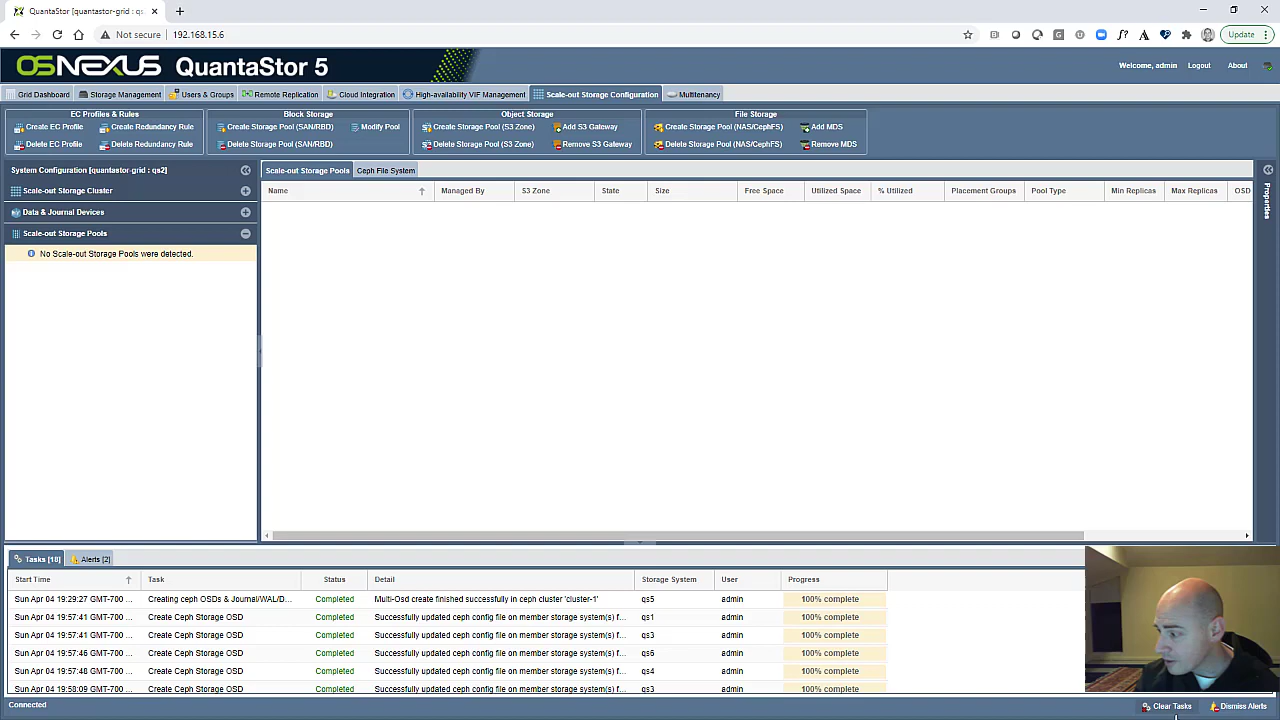 QuantaStor [quantastor-grid : qs
Not secure
192.168.15.6
Update
OSNEXUS QuantaStor 5
Welcome, admin
Logout
About
Grid Dashboard
Storage Management
Users & Groups
Remote Replication
Cloud Integration
High-availability VIF Management
Scale-out Storage Configuration
Multitenancy
EC Profiles & Rules
Block Storage
Object Storage
File Storage
Create EC Profile
Create Redundancy Rule
Create Storage Pool (SAN/RBD)
Modify Pool
Create Storage Pool (S3 Zone)
Add S3 Gateway
Create Storage Pool (NAS/CephFS)
Add MDS
Delete EC Profile
Delete Redundancy Rule
Delete Storage Pool (SAN/RBD)
Delete Storage Pool (S3 Zone)
Remove S3 Gateway
Delete Storage Pool (NAS/CephFS)
Remove MDS
System Configuration [quantastor-grid : qs2]
Scale-out Storage Cluster
Data & Journal Devices
Scale-out Storage Pools
No Scale-out Storage Pools were detected.
Scale-out Storage Pools
Ceph File System
Name
Managed By
S3 Zone
State
Size
Free Space
Utilized Space
% Utilized
Placement Groups
Pool Type
Min Replicas
Max Replicas
OSD
Properties
Tasks [18]
Alerts [2]
Start Time
Task
Status
Detail
Storage System
User
Progress
Sun Apr 04 19:29:27 GMT-700 ... Creating ceph OSDs & Journal/WAL/D... Completed Multi-Osd create finished successfully in ceph cluster 'cluster-1' qs5 admin 100% complete
Sun Apr 04 19:57:41 GMT-700 ... Create Ceph Storage OSD Completed Successfully updated ceph config file on member storage system(s) f... qs1 admin 100% complete
Sun Apr 04 19:57:41 GMT-700 ... Create Ceph Storage OSD Completed Successfully updated ceph config file on member storage system(s) f... qs3 admin 100% complete
Sun Apr 04 19:57:46 GMT-700 ... Create Ceph Storage OSD Completed Successfully updated ceph config file on member storage system(s) f... qs6 admin 100% complete
Sun Apr 04 19:57:48 GMT-700 ... Create Ceph Storage OSD Completed Successfully updated ceph config file on member storage system(s) f... qs4 admin 100% complete
Sun Apr 04 19:58:09 GMT-700 ... Create Ceph Storage OSD Completed Successfully updated ceph config file on member storage system(s) f... qs3 admin 100% complete
Connected
Clear Tasks
Dismiss Alerts